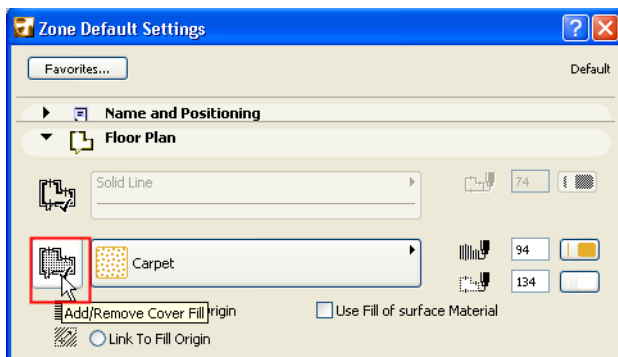 Zone Default Settings
Favorites...
Default
Name and Positioning
Floor Plan
Solid Line
74
Carpet
94
134
Add/Remove Cover Fill
rigin
Use Fill of surface Material
Link To Fill Origin